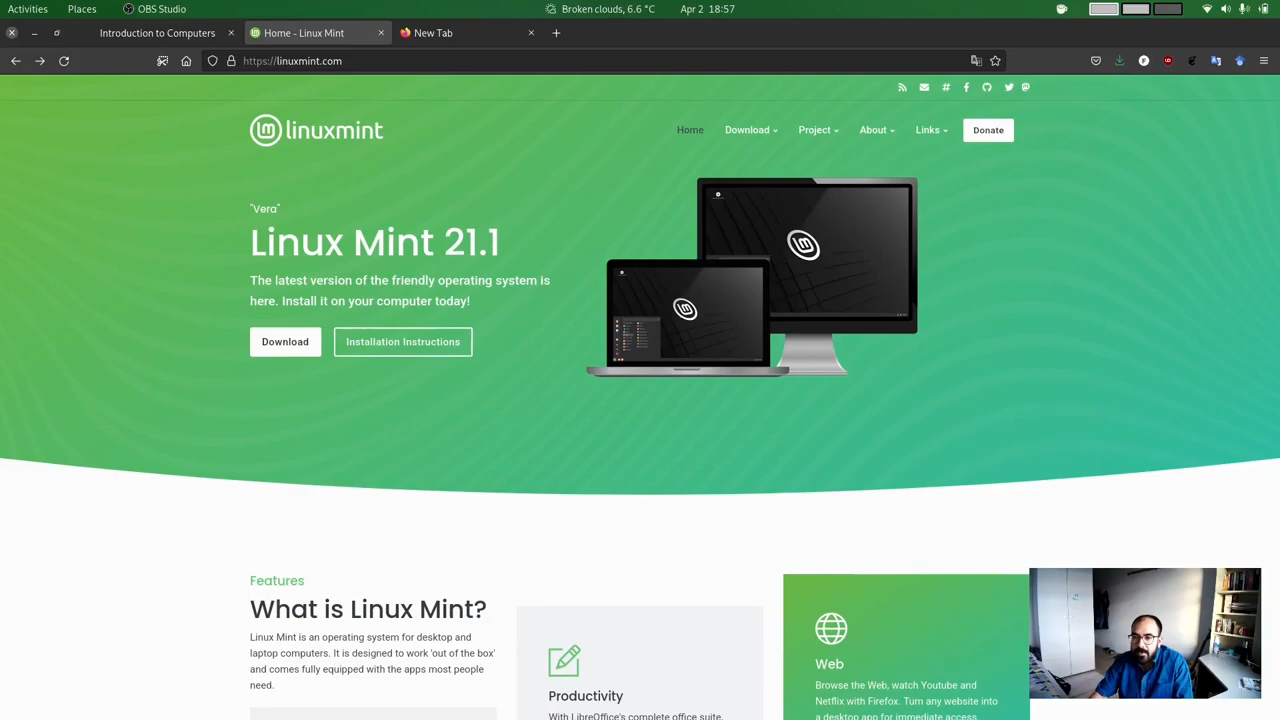 Activities
Places
OBS Studio
Broken clouds, 6.6 °C
Apr 2 18:57
Introduction to Computers
Home - Linux Mint
New Tab
https://linuxmint.com
linuxmint
Home
Download
Project
About
Links
Donate
"Vera"
Linux Mint 21.1
The latest version of the friendly operating system is
here. Install it on your computer today!
Download
Installation Instructions
Features
What is Linux Mint?
Linux Mint is an operating system for desktop and
laptop computers. It is designed to work 'out of the box'
and comes fully equipped with the apps most people
need.
Productivity
With LibreOffice's complete office suite,
Web
Browse the Web, watch Youtube and
Netflix with Firefox. Turn any website into
a desktop app for immediate access